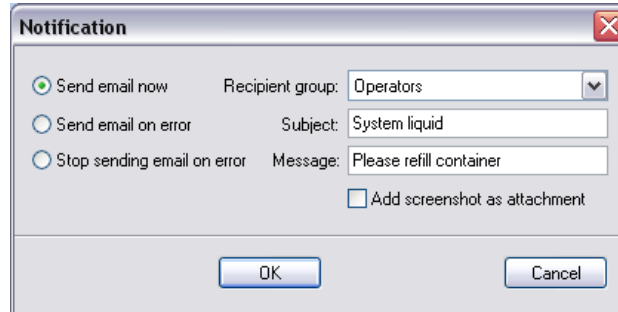 Notification
Send email now Recipient group: Operators
Send email on error Subject: System liquid
Stop sending email on error Message: Please refill container
Add screenshot as attachment
OK Cancel